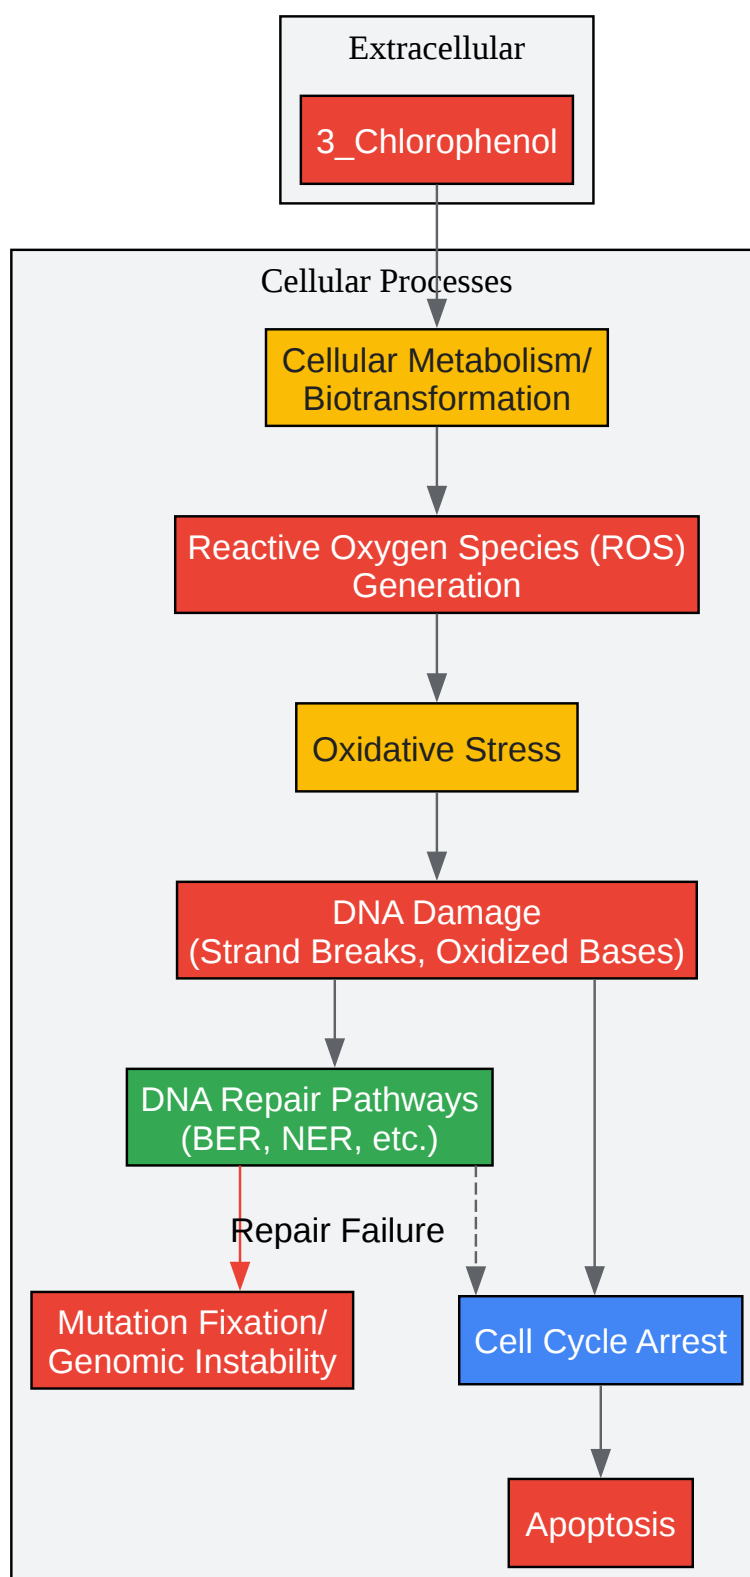 Extracellular
3_Chlorophenol
Cellular Processes
Cellular Metabolism/
Biotransformation
Reactive Oxygen Species (ROS)
Generation
Oxidative Stress
DNA Damage
(Strand Breaks, Oxidized Bases)
DNA Repair Pathways
(BER, NER, etc.)
Repair Failure
Mutation Fixation/
Genomic Instability
Cell Cycle Arrest
Apoptosis